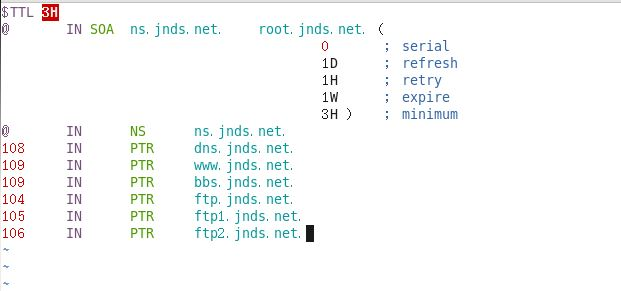 $TTL 3H
@ IN SOA ns.jnds.net. root.jnds.net. (
0 ; serial
1D ; refresh
1H ; retry
1W ; expire
3H ) ; minimum
@ IN NS ns.jnds.net.
108 IN PTR dns.jnds.net.
109 IN PTR www.jnds.net.
109 IN PTR bbs.jnds.net.
104 IN PTR ftp.jnds.net.
105 IN PTR ftp1.jnds.net.
106 IN PTR ftp2.jnds.net.
~
~
~